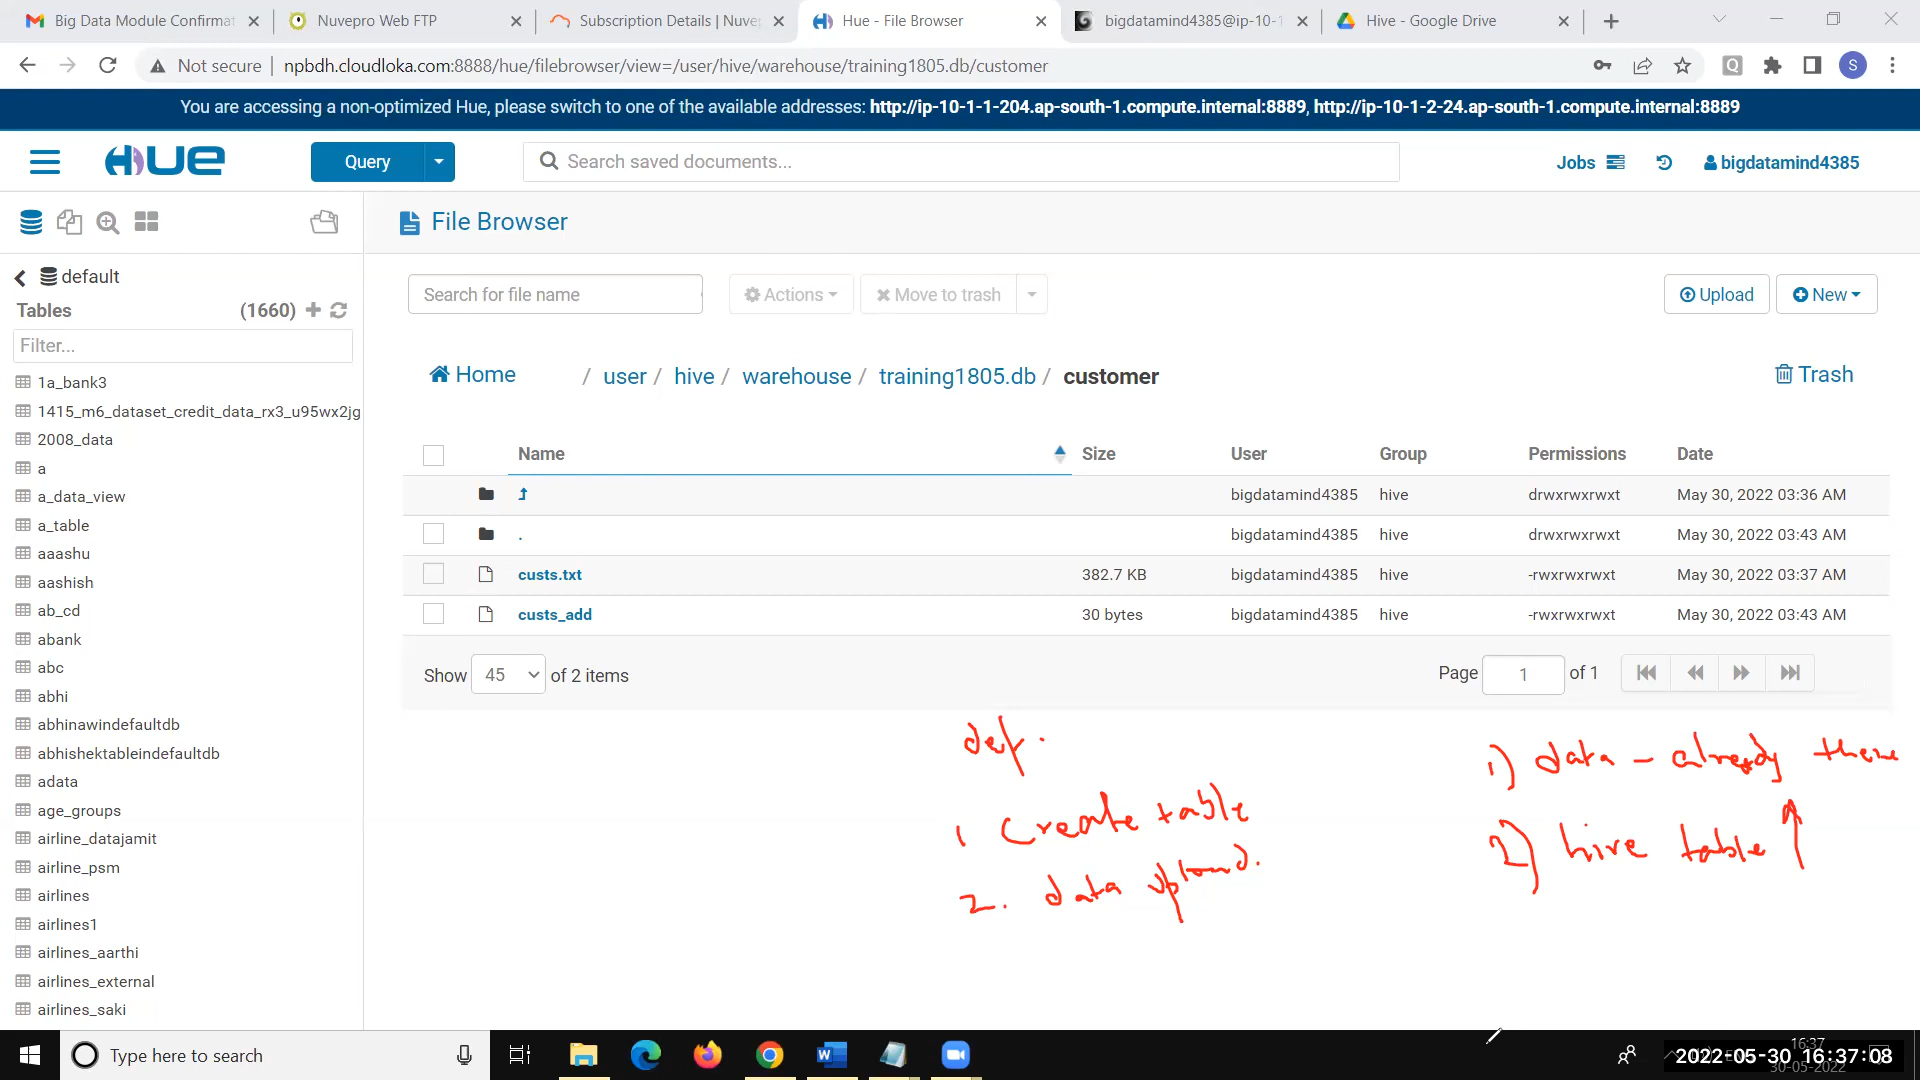 Big Data Module Confirmat
Nuvepro Web FTP
Subscription Details | Nuve
Hue - File Browser
bigdatamind4385@ip-10-1
Hive - Google Drive
Not secure
npbdh.cloudloka.com:8888/hue/filebrowser/view=/user/hive/warehouse/training1805.db/customer
S
You are accessing a non-optimized Hue, please switch to one of the available addresses: http://ip-10-1-1-204.ap-south-1.compute.internal:8889, http://ip-10-1-2-24.ap-south-1.compute.internal:8889
HUE
Query
Search saved documents...
Jobs
bigdatamind4385
File Browser
default
Tables (1660)
Filter...
1a_bank3
1415_m6_dataset_credit_data_rx3_u95wx2jg
2008_data
a
a_data_view
a_table
aaashu
aashish
ab_cd
abank
abc
abhi
abhinawindefaultdb
abhishektableindefaultdb
adata
age_groups
airline_datajamit
airline_psm
airlines
airlines1
airlines_aarthi
airlines_external
airlines_saki
Search for file name
Actions
Move to trash
Upload
New
Home / user / hive / warehouse / training1805.db / customer
Trash
Name Size User Group Permissions Date
bigdatamind4385 hive drwxrwxrwxt May 30, 2022 03:36 AM
. bigdatamind4385 hive drwxrwxrwxt May 30, 2022 03:43 AM
custs.txt 382.7 KB bigdatamind4385 hive -rwxrwxrwxt May 30, 2022 03:37 AM
custs_add 30 bytes bigdatamind4385 hive -rwxrwxrwxt May 30, 2022 03:43 AM
Show 45 of 2 items
Page 1 of 1
1. Create table
2. data upload.
1) data - already there
2) hive table
Type here to search
16:37
2022-05-30 16:37:08
30-05-2022